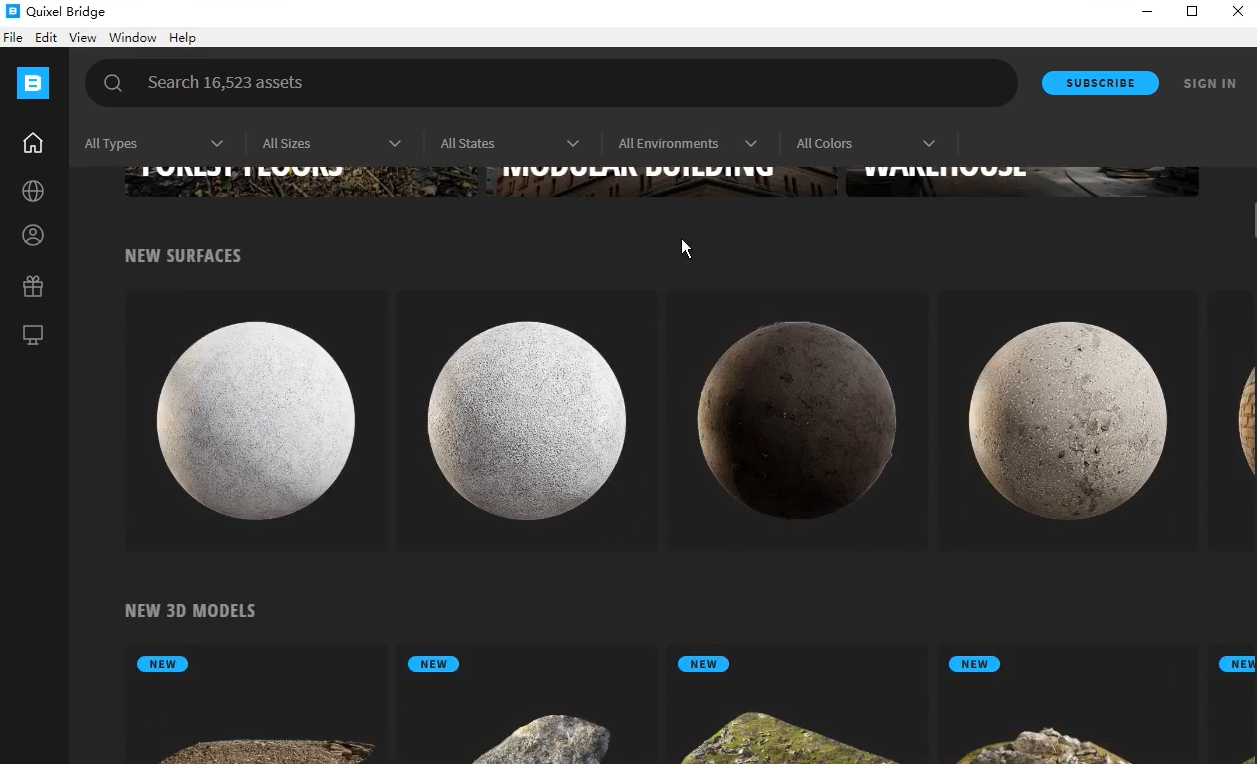 Quixel Bridge
File Edit View Window Help
Search 16,523 assets
SUBSCRIBE
SIGN IN
All Types
All Sizes
All States
All Environments
All Colors
FOREST FLOORS
MODULAR BUILDING
WAREHOUSE
NEW SURFACES
NEW 3D MODELS
NEW
NEW
NEW
NEW
NEW